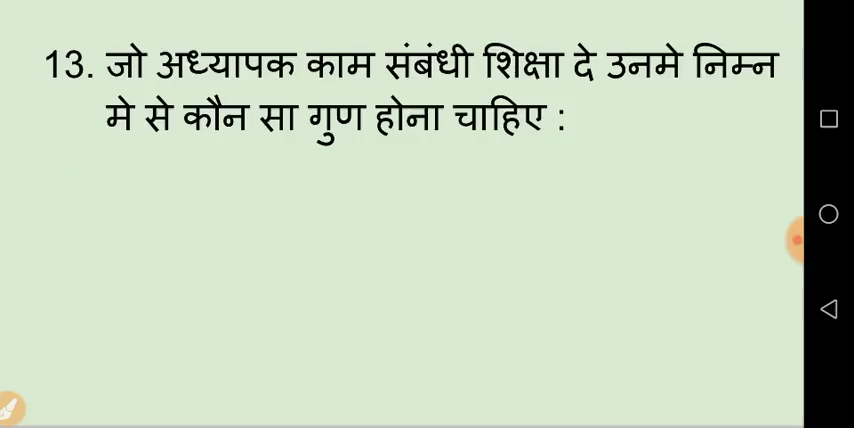 13. जो अध्यापक काम संबंधी शिक्षा दे उनमे निम्न
मे से कौन सा गुण होना चाहिए :